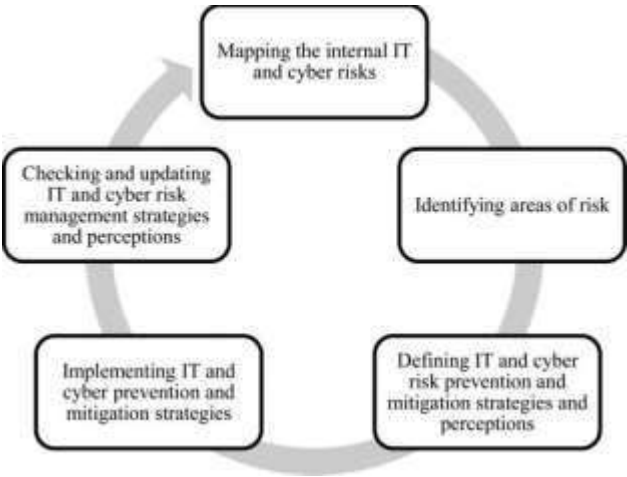 Mapping the internal IT
and cyber risks
Identifying areas of risk
Defining IT and cyber
risk prevention and
mitigation strategies and
perceptions
Implementing IT and
cyber prevention and
mitigation strategies
Checking and updating
IT and cyber risk
management strategies
and perceptions